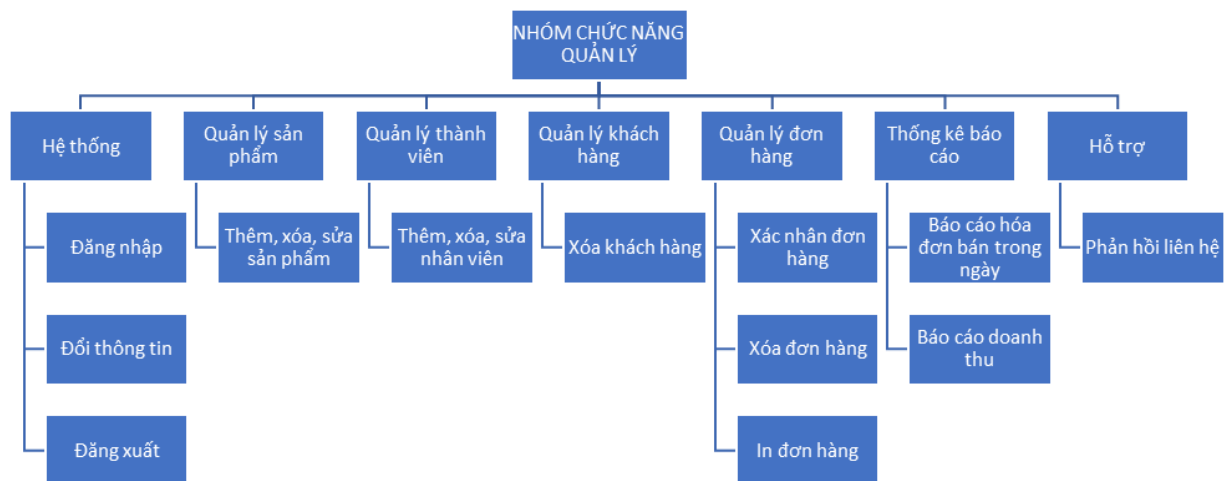 NHÓM CHỨC NĂNG
QUẢN LÝ
Hệ thống
Quản lý sản
phẩm
Quản lý thành
viên
Quản lý khách
hàng
Quản lý đơn
hàng
Thống kê báo
cáo
Hỗ trợ
Đăng nhập
Thêm, xóa, sửa
sản phẩm
Thêm, xóa, sửa
nhân viên
Xóa khách hàng
Xác nhân đơn
hàng
Báo cáo hóa
đơn bán trong
ngày
Phản hồi liên hệ
Đổi thông tin
Xóa đơn hàng
Báo cáo doanh
thu
Đăng xuất
In đơn hàng